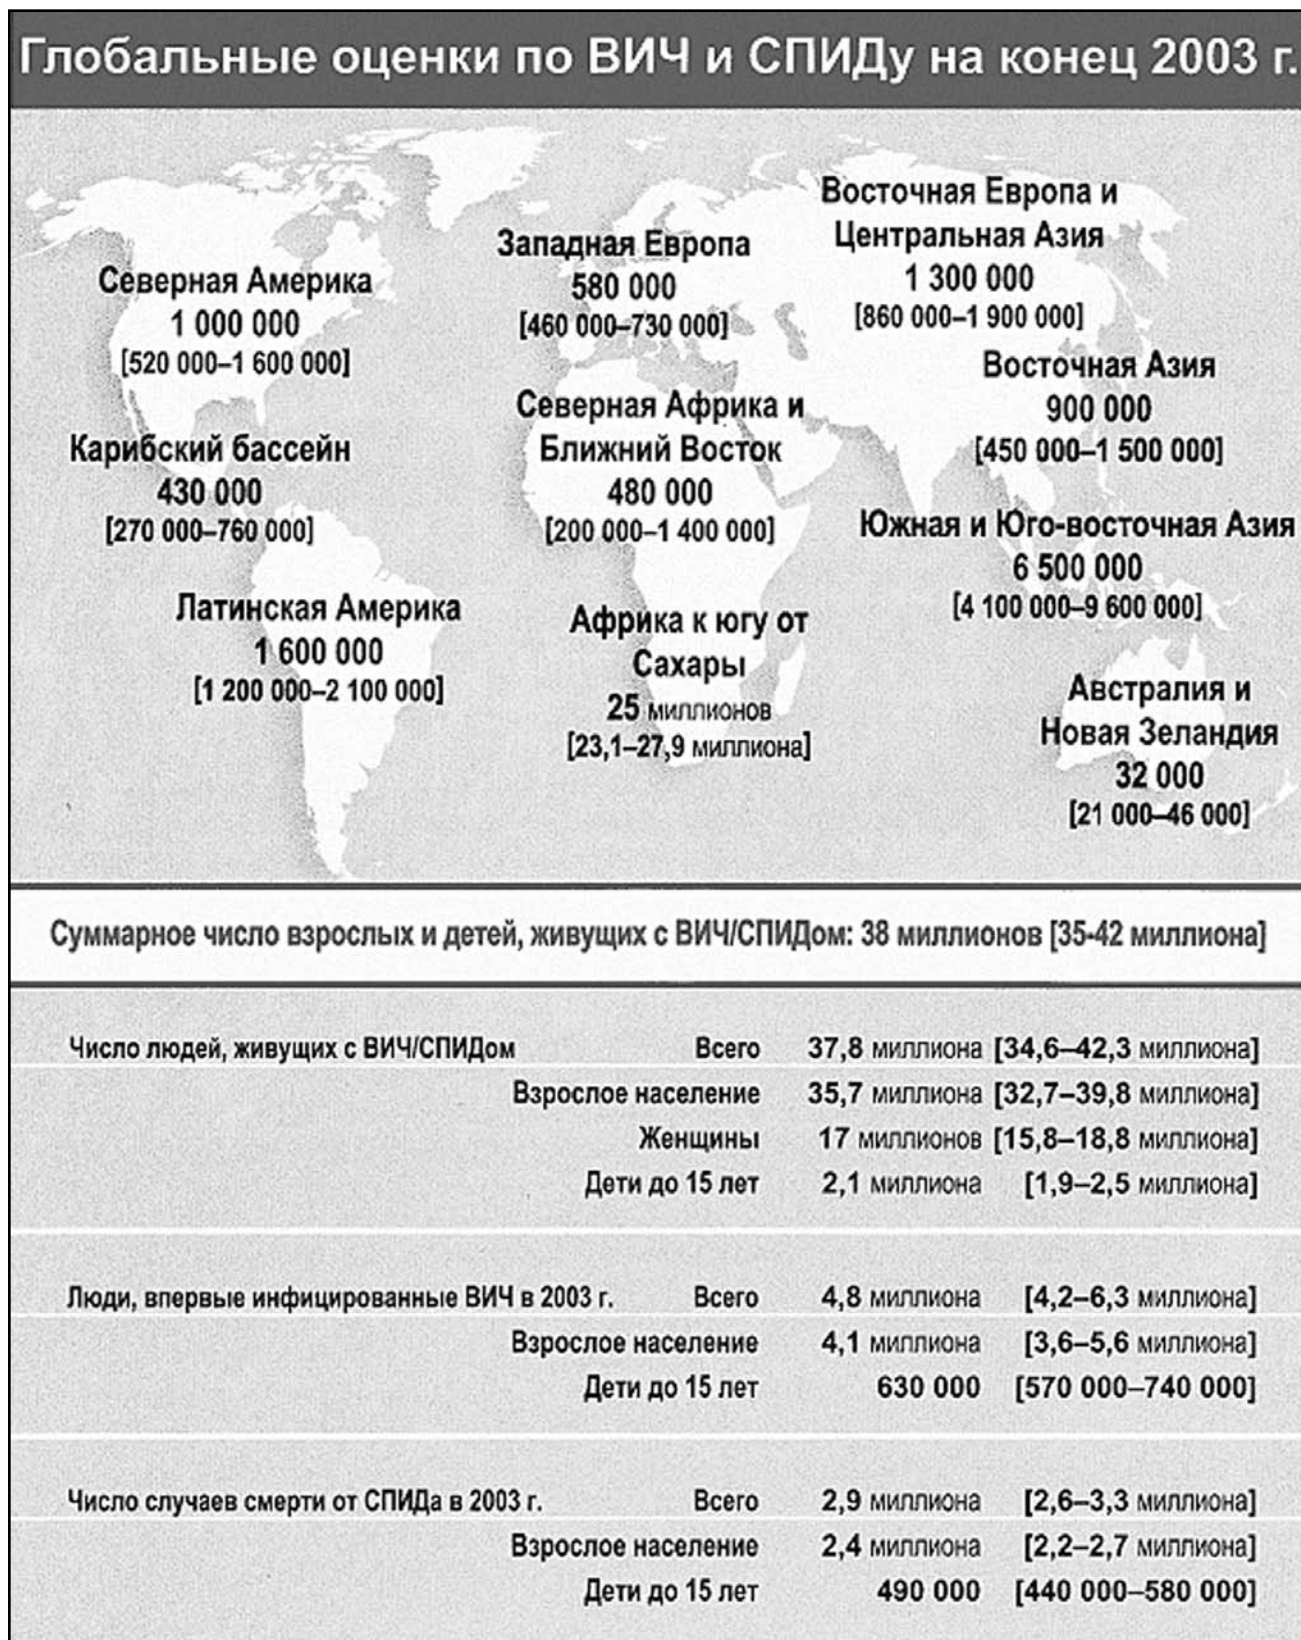 Глобальные оценки по ВИЧ и СПИДу на конец 2003 г.
Северная Америка
1 000 000
[520 000–1 600 000]
Карибский бассейн
430 000
[270 000–760 000]
Латинская Америка
1 600 000
[1 200 000–2 100 000]
Западная Европа
580 000
[460 000–730 000]
Северная Африка и
Ближний Восток
480 000
[200 000–1 400 000]
Африка к югу от
Сахары
25 миллионов
[23,1–27,9 миллиона]
Восточная Европа и
Центральная Азия
1 300 000
[860 000–1 900 000]
Восточная Азия
900 000
[450 000–1 500 000]
Южная и Юго-восточная Азия
6 500 000
[4 100 000–9 600 000]
Австралия и
Новая Зеландия
32 000
[21 000–46 000]
Суммарное число взрослых и детей, живущих с ВИЧ/СПИДом: 38 миллионов [35-42 миллиона]
Число людей, живущих с ВИЧ/СПИДом Всего 37,8 миллиона [34,6–42,3 миллиона]
Взрослое население 35,7 миллиона [32,7–39,8 миллиона]
Женщины 17 миллионов [15,8–18,8 миллиона]
Дети до 15 лет 2,1 миллиона [1,9–2,5 миллиона]
Люди, впервые инфицированные ВИЧ в 2003 г. Всего 4,8 миллиона [4,2–6,3 миллиона]
Взрослое население 4,1 миллиона [3,6–5,6 миллиона]
Дети до 15 лет 630 000 [570 000–740 000]
Число случаев смерти от СПИДа в 2003 г. Всего 2,9 миллиона [2,6–3,3 миллиона]
Взрослое население 2,4 миллиона [2,2–2,7 миллиона]
Дети до 15 лет 490 000 [440 000–580 000]